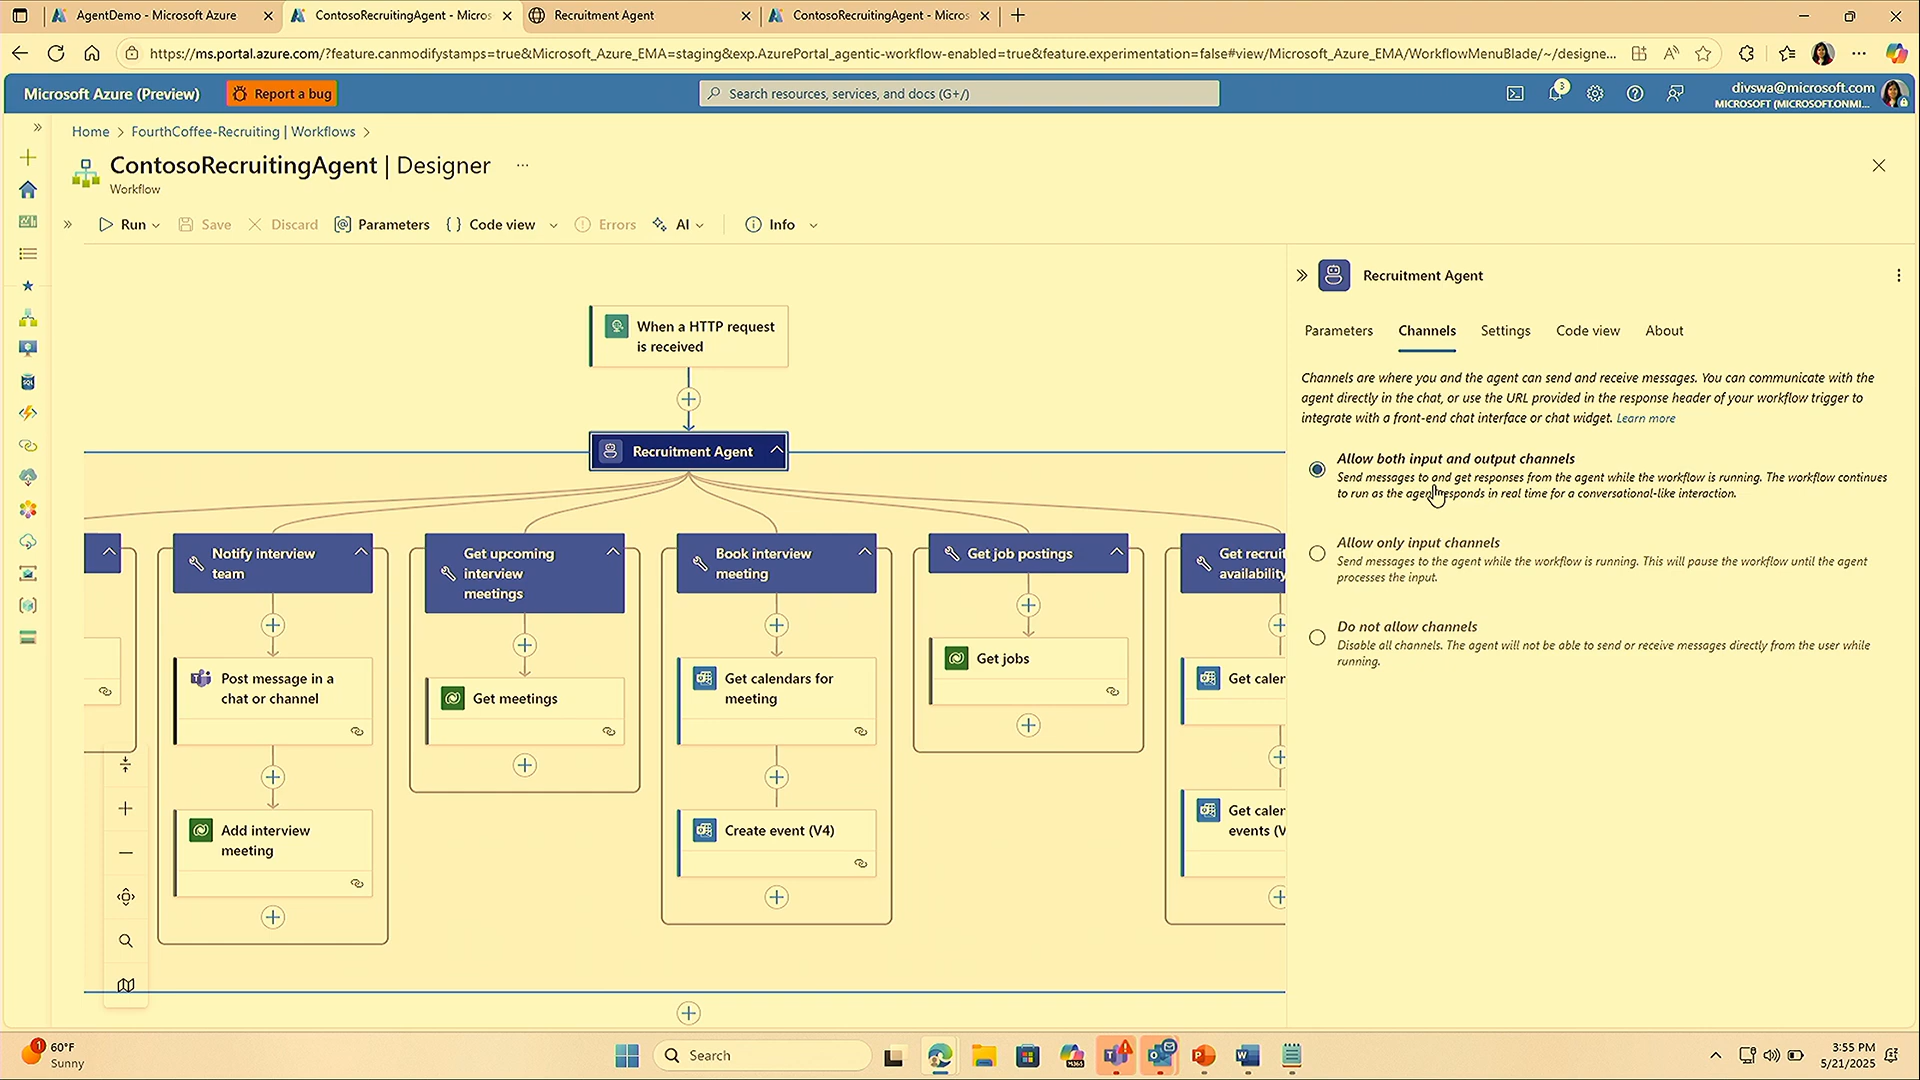 AgentDemo - Microsoft Azure
ContosoRecruitingAgent - Micros
Recruitment Agent
ContosoRecruitingAgent - Micros
https://ms.portal.azure.com/?feature.canmodifystamps=true&Microsoft_Azure_EMA=staging&exp.AzurePortal_agentic-workflow-enabled=true&feature.experimentation=false#view/Microsoft_Azure_EMA/WorkflowMenuBlade/~/designe...
Microsoft Azure (Preview)
Report a bug
Search resources, services, and docs (G+/)
3
divswa@microsoft.com
MICROSOFT (MICROSOFT.ONMI...
Home > FourthCoffee-Recruiting | Workflows >
ContosoRecruitingAgent | Designer ...
Workflow
Run
Save
Discard
Parameters
Code view
Errors
AI
Info
When a HTTP request
is received
Recruitment Agent
Notify interview
team
Post message in a
chat or channel
Add interview
meeting
Get upcoming
interview
meetings
Get meetings
Book interview
meeting
Get calendars for
meeting
Create event (V4)
Get job postings
Get jobs
Get recruit
availability
Get calen
Get calen
events (V
Recruitment Agent
Parameters
Channels
Settings
Code view
About
Channels are where you and the agent can send and receive messages. You can communicate with the
agent directly in the chat, or use the URL provided in the response header of your workflow trigger to
integrate with a front-end chat interface or chat widget. Learn more
Allow both input and output channels
Send messages to and get responses from the agent while the workflow is running. The workflow continues
to run as the agent responds in real time for a conversational-like interaction.
Allow only input channels
Send messages to the agent while the workflow is running. This will pause the workflow until the agent
processes the input.
Do not allow channels
Disable all channels. The agent will not be able to send or receive messages directly from the user while
running.
1
60°F
Sunny
Search
3:55 PM
5/21/2025